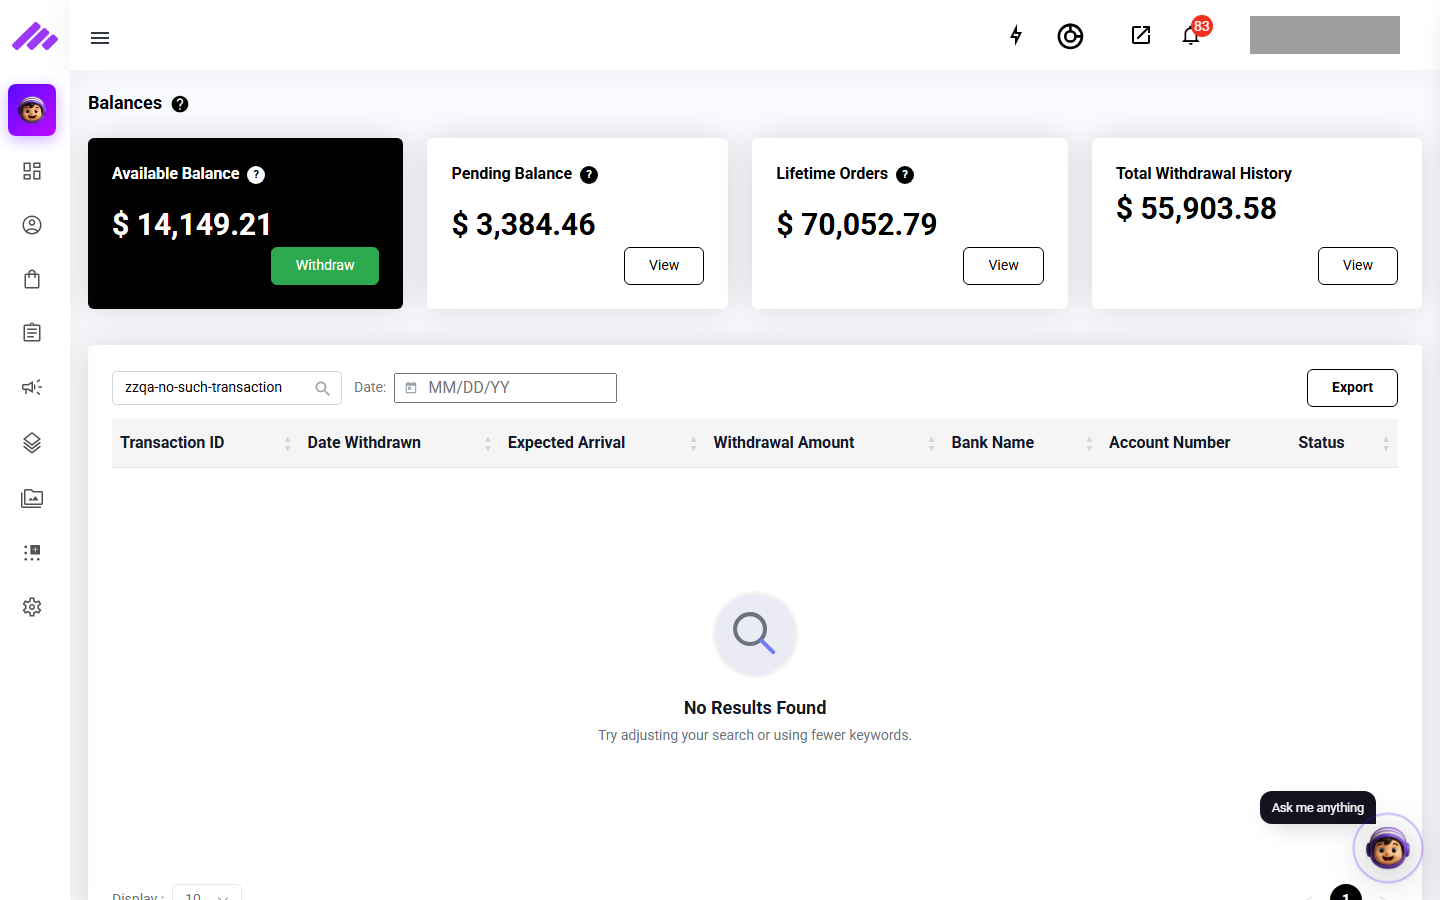 83
Balances ?
Available Balance ?
$ 14,149.21
Withdraw
Pending Balance ?
$ 3,384.46
View
Lifetime Orders ?
$ 70,052.79
View
Total Withdrawal History
$ 55,903.58
View
zzqa-no-such-transaction
Date: MM/DD/YY
Export
Transaction ID Date Withdrawn Expected Arrival Withdrawal Amount Bank Name Account Number Status
No Results Found
Try adjusting your search or using fewer keywords.
Ask me anything
Display : 10
1